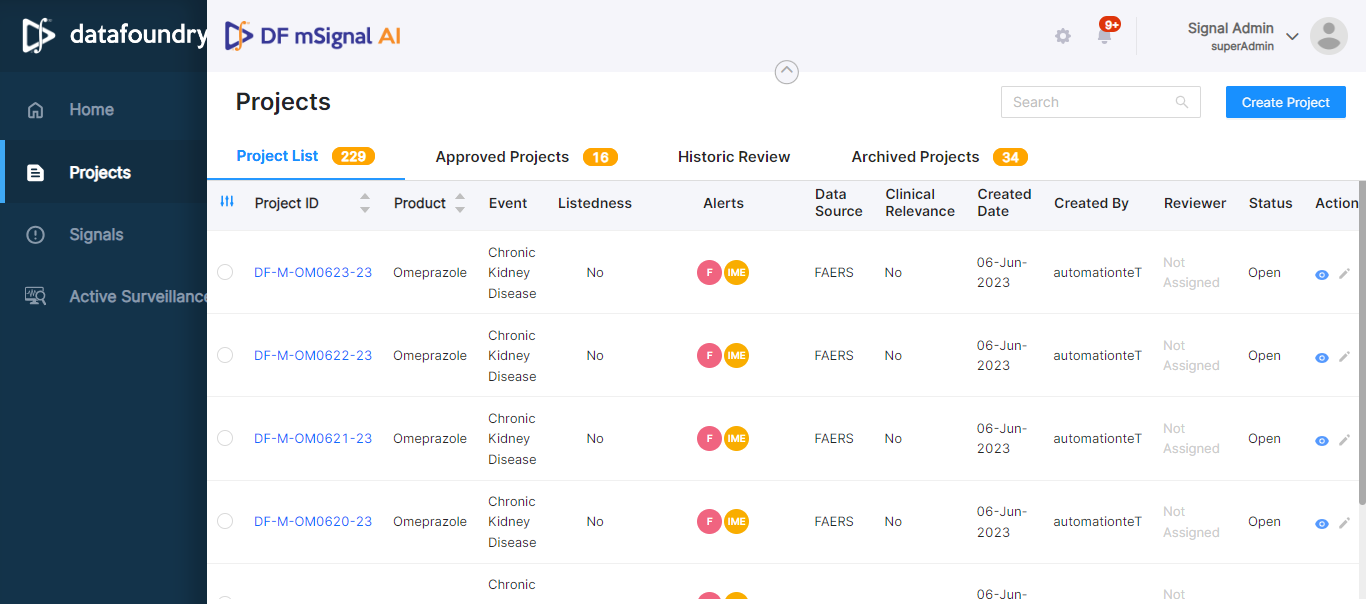 datafoundry
DF mSignal AI
9+
Signal Admin
superAdmin
Home
Projects
Signals
Active Surveillance
Projects
Search
Create Project
Project List 229
Approved Projects 16
Historic Review
Archived Projects 34
Project ID Product Event Listedness Alerts Data Source Clinical Relevance Created Date Created By Reviewer Status Action
DF-M-OM0623-23 Omeprazole Chronic Kidney Disease No F IME FAERS No 06-Jun-2023 automationteT Not Assigned Open
DF-M-OM0622-23 Omeprazole Chronic Kidney Disease No F IME FAERS No 06-Jun-2023 automationteT Not Assigned Open
DF-M-OM0621-23 Omeprazole Chronic Kidney Disease No F IME FAERS No 06-Jun-2023 automationteT Not Assigned Open
DF-M-OM0620-23 Omeprazole Chronic Kidney Disease No F IME FAERS No 06-Jun-2023 automationteT Not Assigned Open
Chronic 06-Jun- Not